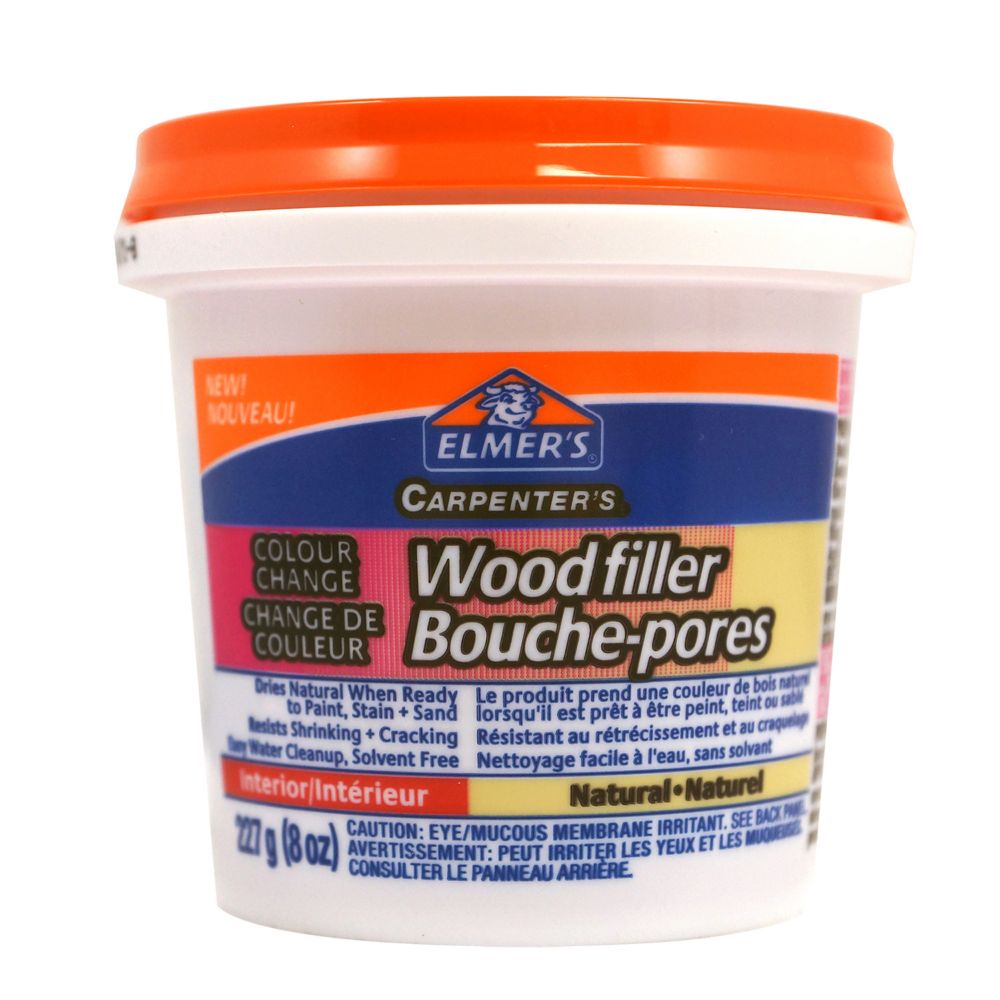 NEW!
NOUVEAU!
ELMER'S
CARPENTER'S
COLOUR
CHANGE
CHANGE DE
COULEUR
Wood filler
Bouche-pores
Dries Natural When Ready
to Paint, Stain + Sand
Resists Shrinking + Cracking
Easy Water Cleanup, Solvent Free
Le produit prend une couleur de bois naturel
lorsqu'il est prêt à être peint, teint ou sablé
Résistant au rétrécissement et au craquelage
Nettoyage facile à l'eau, sans solvant
Interior/Intérieur
Natural•Naturel
227 g (8 oz)
CAUTION: EYE/MUCOUS MEMBRANE IRRITANT. SEE BACK PANEL.
AVERTISSEMENT: PEUT IRRITER LES YEUX ET LES MUQUEUSES.
CONSULTER LE PANNEAU ARRIÈRE.